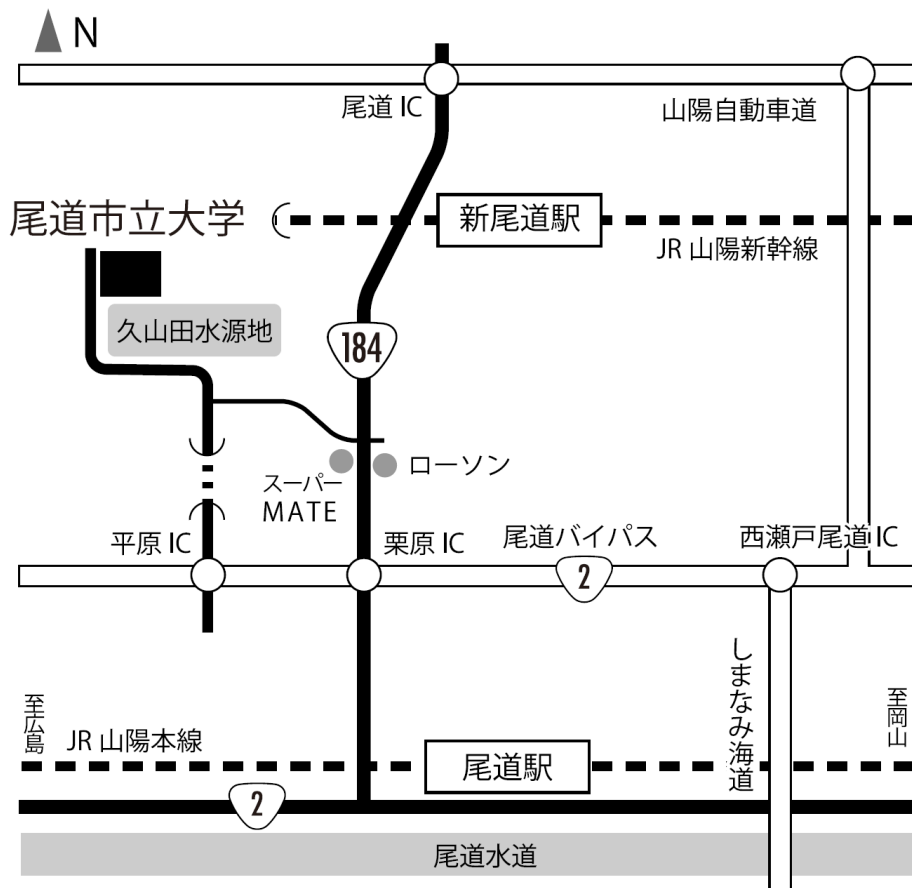 N
尾道 IC
山陽自動車道
尾道市立大学
新尾道駅
JR 山陽新幹線
久山田水源地
184
ローソン
スーパー
MATE
平原 IC
栗原 IC
尾道バイパス
西瀬戸尾道 IC
2
しまなみ海道
至広島
至岡山
JR 山陽本線
尾道駅
2
尾道水道